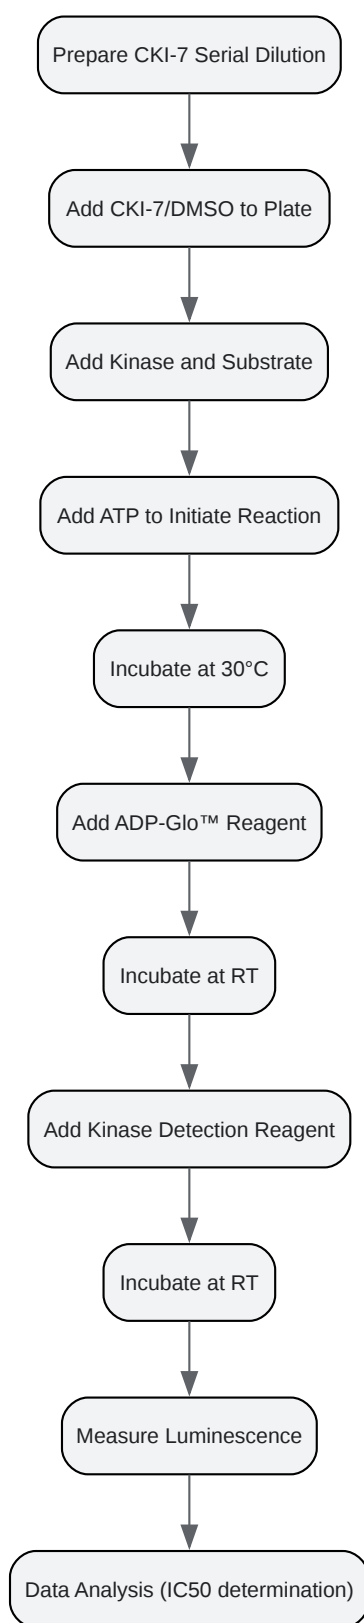 Prepare CKI-7 Serial Dilution
Add CKI-7/DMSO to Plate
Add Kinase and Substrate
Add ATP to Initiate Reaction
Incubate at 30°C
Add ADP-Glo™ Reagent
Incubate at RT
Add Kinase Detection Reagent
Incubate at RT
Measure Luminescence
Data Analysis (IC50 determination)